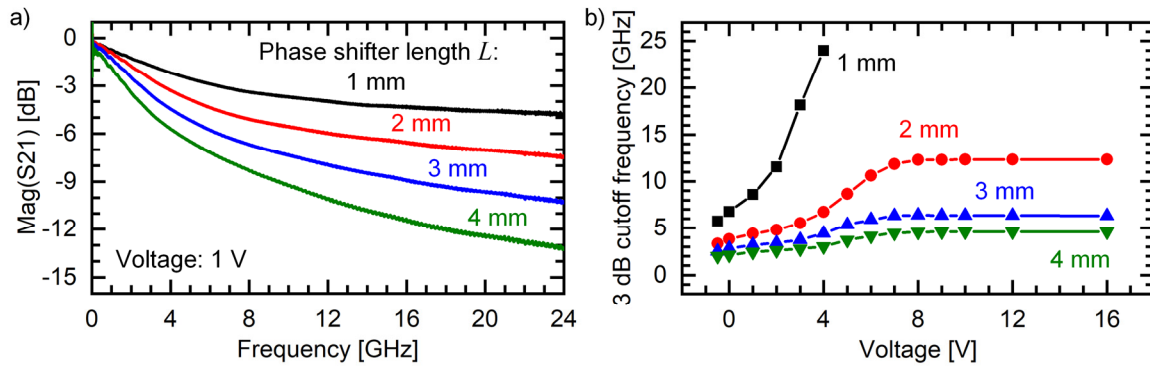 a)
Mag(S21) [dB]
0
-3
-6
-9
-12
-15
Phase shifter length L:
1 mm
2 mm
3 mm
4 mm
Voltage: 1 V
0 4 8 12 16 20 24
Frequency [GHz]
b)
3 dB cutoff frequency [GHz]
25
20
15
10
5
0
1 mm
2 mm
3 mm
4 mm
0 4 8 12 16
Voltage [V]